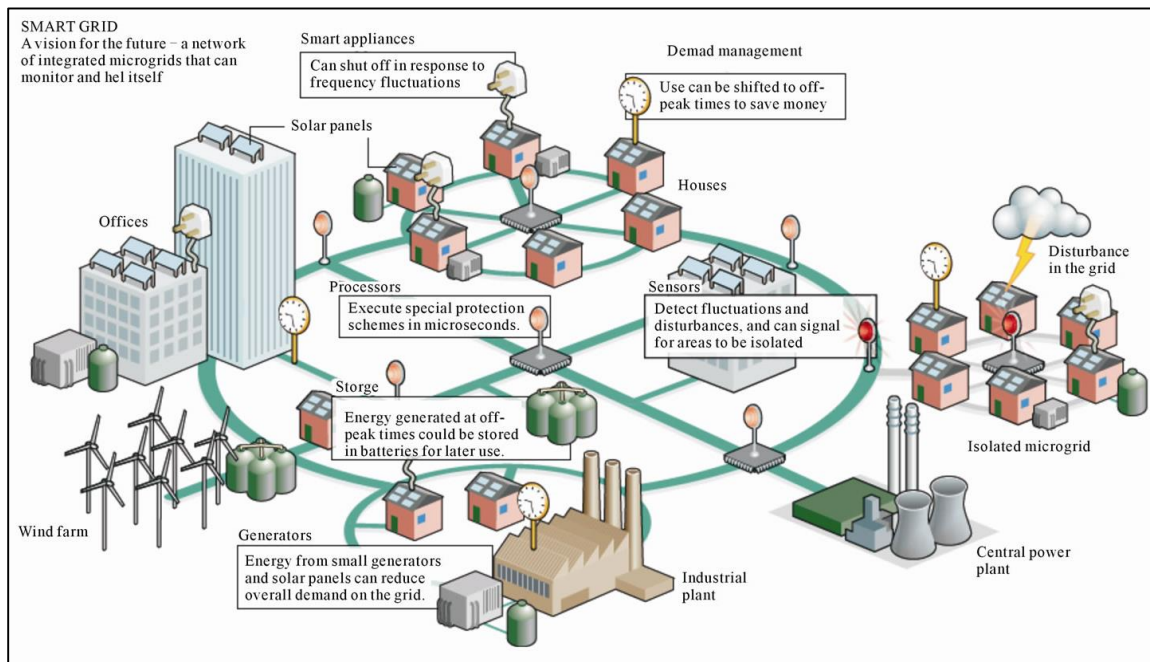 SMART GRID
A vision for the future – a network
of integrated microgrids that can
monitor and hel itself
Smart appliances
Can shut off in response to
frequency fluctuations
Demad management
Use can be shifted to off-
peak times to save money
Solar panels
Offices
Houses
Disturbance
in the grid
Processors
Execute special protection
schemes in microseconds.
Sensors
Detect fluctuations and
disturbances, and can signal
for areas to be isolated
Storge
Energy generated at off-
peak times could be stored
in batteries for later use.
Isolated microgrid
Wind farm
Generators
Energy from small generators
and solar panels can reduce
overall demand on the grid.
Industrial
plant
Central power
plant